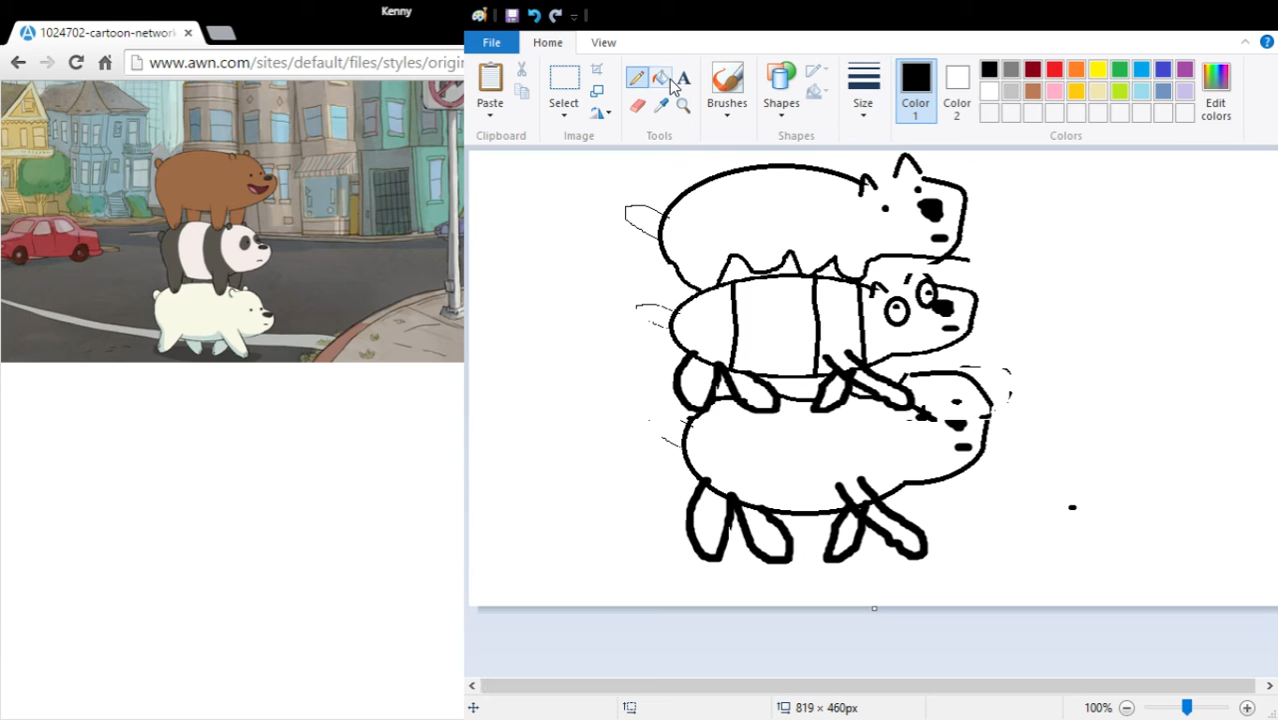 Kenny
1024702-cartoon-network
www.awn.com/sites/default/files/styles/origin
File
Home
View
Paste
Select
A
Brushes
Shapes
Size
Color 1
Color 2
Edit colors
Clipboard
Image
Tools
Shapes
Colors
819 × 460px
100%